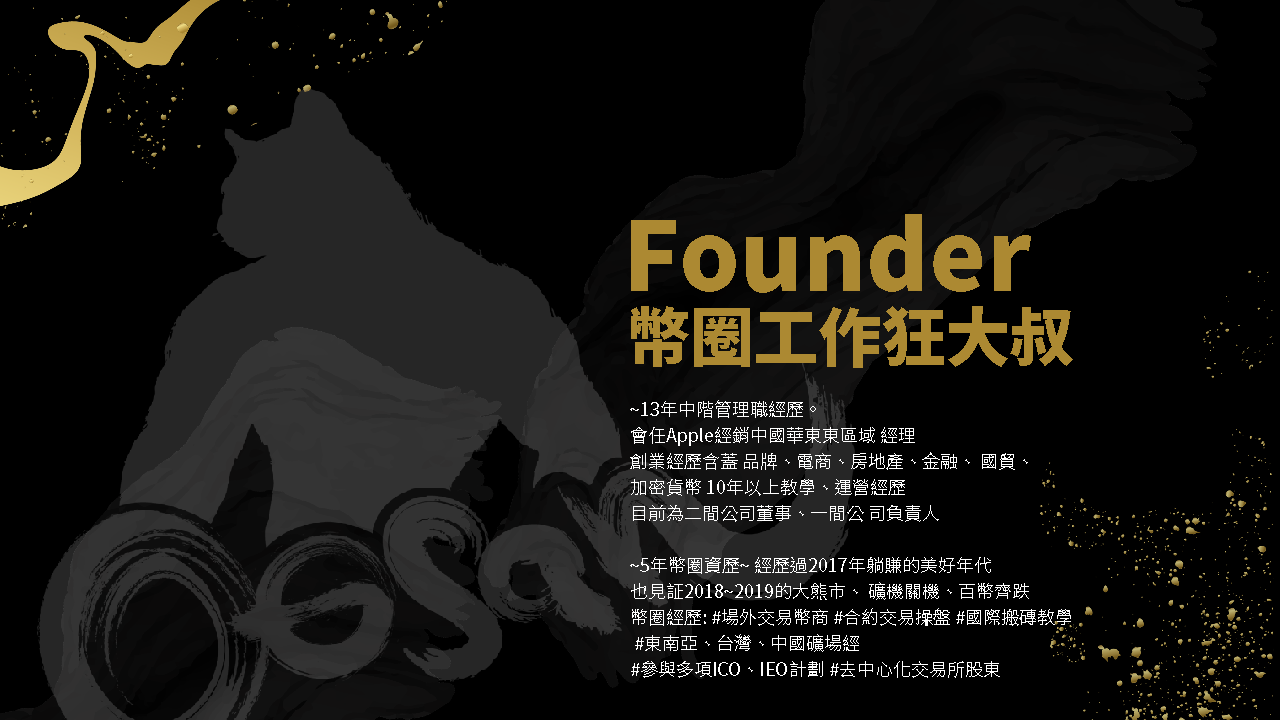 Founder
幣圈工作狂大叔
~13年中階管理職經歷。
會任Apple經銷中國華東東區域 經理
創業經歷含蓋 品牌、電商、房地產、金融、 國貿、
加密貨幣 10年以上教學、運營經歷
目前為二間公司董事、一間公 司負責人
~5年幣圈資歷~ 經歷過2017年躺賺的美好年代
也見証2018~2019的大熊市、 礦機關機、百幣齊跌
幣圈經歷: #場外交易幣商 #合約交易操盤 #國際搬磚教學
#東南亞、台灣、中國礦場經
#參與多項ICO、IEO計劃 #去中心化交易所股東